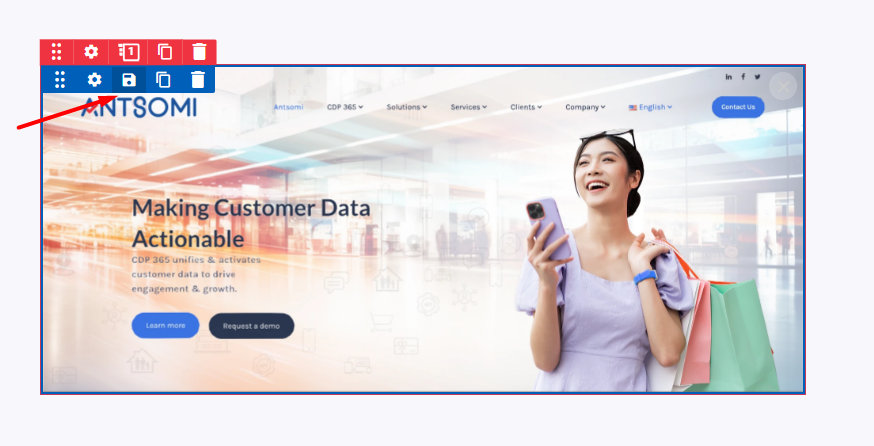 1
ANTSOMI
Antsomi CDP 365 Solutions Services Clients Company English Contact Us
Making Customer Data
Actionable
CDP 365 unifies & activates
customer data to drive
engagement & growth.
Learn more Request a demo